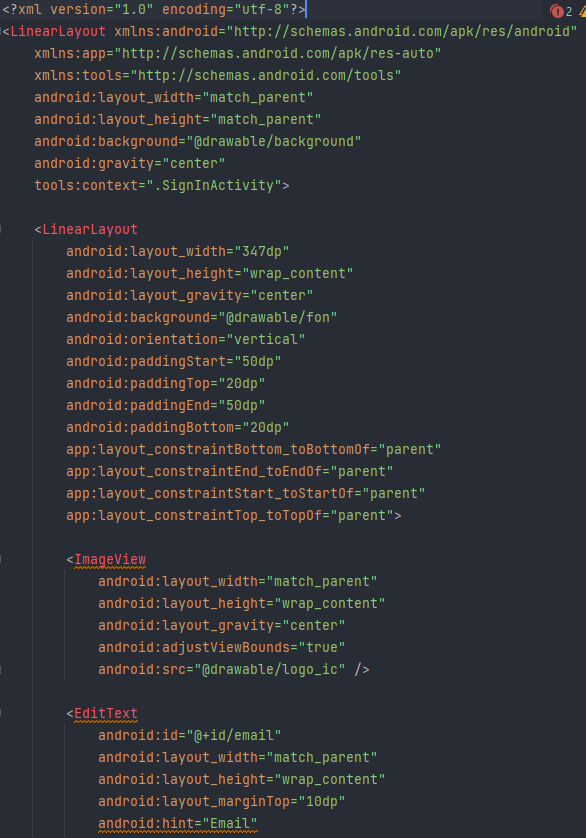 <?xml version="1.0" encoding="utf-8"?> 2
<LinearLayout xmlns:android="http://schemas.android.com/apk/res/android"
    xmlns:app="http://schemas.android.com/apk/res-auto"
    xmlns:tools="http://schemas.android.com/tools"
    android:layout_width="match_parent"
    android:layout_height="match_parent"
    android:background="@drawable/background"
    android:gravity="center"
    tools:context=".SignInActivity">

    <LinearLayout
        android:layout_width="347dp"
        android:layout_height="wrap_content"
        android:layout_gravity="center"
        android:background="@drawable/fon"
        android:orientation="vertical"
        android:paddingStart="50dp"
        android:paddingTop="20dp"
        android:paddingEnd="50dp"
        android:paddingBottom="20dp"
        app:layout_constraintBottom_toBottomOf="parent"
        app:layout_constraintEnd_toEndOf="parent"
        app:layout_constraintStart_toStartOf="parent"
        app:layout_constraintTop_toTopOf="parent">

        <ImageView
            android:layout_width="match_parent"
            android:layout_height="wrap_content"
            android:layout_gravity="center"
            android:adjustViewBounds="true"
            android:src="@drawable/logo_ic" />

        <EditText
            android:id="@+id/email"
            android:layout_width="match_parent"
            android:layout_height="wrap_content"
            android:layout_marginTop="10dp"
            android:hint="Email"